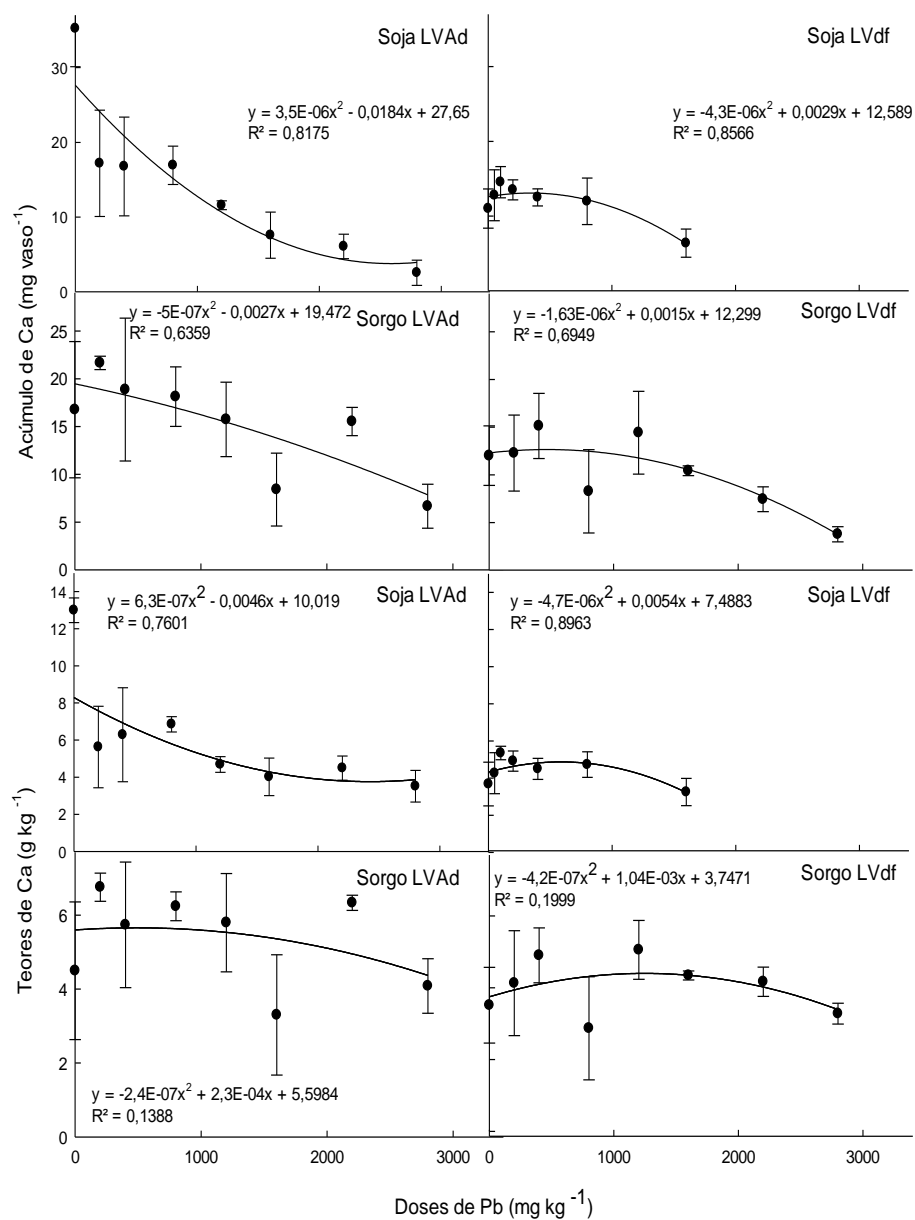 Soja LVAd
Soja LVdf
y = 3,5E-06x² - 0,0184x + 27,65
R² = 0,8175
y = -4,3E-06x² + 0,0029x + 12,589
R² = 0,8566
30
20
10
0
Acúmulo de Ca (mg vaso⁻¹)
y = -5E-07x² - 0,0027x + 19,472
R² = 0,6359
Sorgo LVAd
y = -1,63E-06x² + 0,0015x + 12,299
R² = 0,6949
Sorgo LVdf
25
20
15
10
5
0
y = 6,3E-07x² - 0,0046x + 10,019
R² = 0,7601
Soja LVAd
y = -4,7E-06x² + 0,0054x + 7,4883
R² = 0,8963
Soja LVdf
14
12
10
8
6
4
2
0
Teores de Ca (g kg⁻¹)
Sorgo LVAd
y = -4,2E-07x² + 1,04E-03x + 3,7471
R² = 0,1999
Sorgo LVdf
6
4
2
0
y = -2,4E-07x² + 2,3E-04x + 5,5984
R² = 0,1388
0 1000 2000 3000
0 1000 2000 3000
Doses de Pb (mg kg⁻¹)